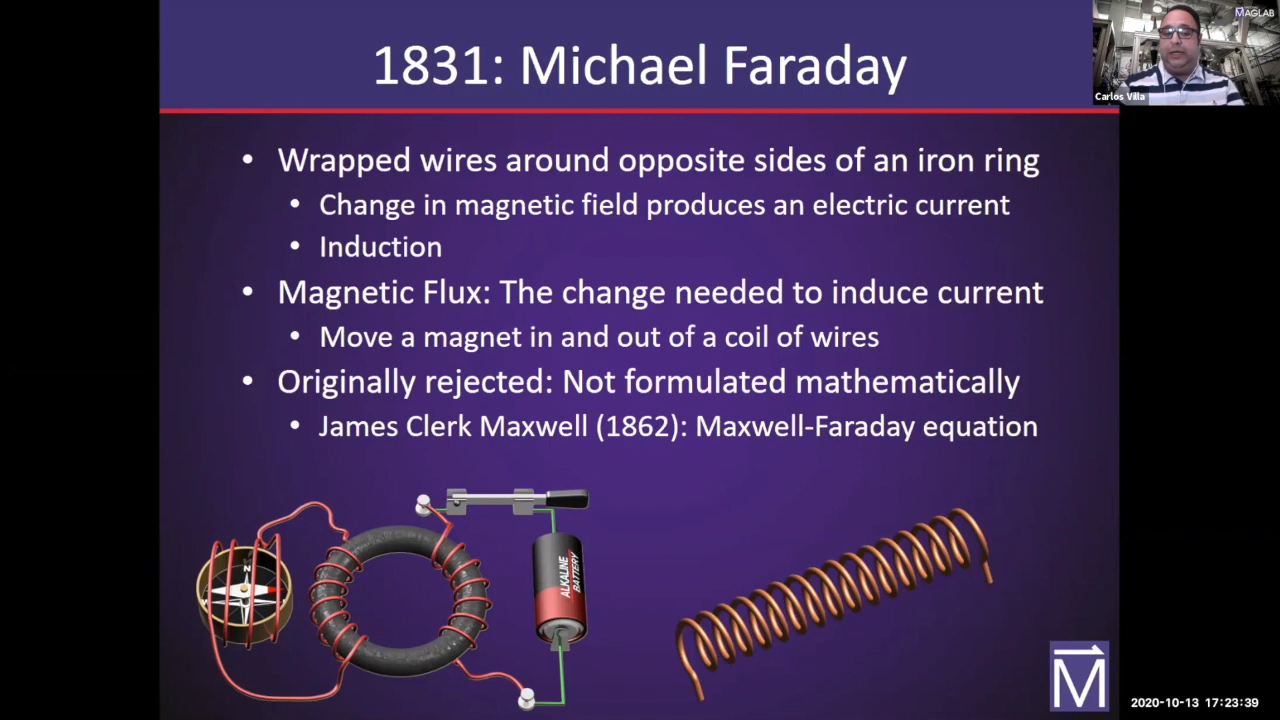 1831: Michael Faraday
MAGLAB
Carlos Villa
• Wrapped wires around opposite sides of an iron ring
• Change in magnetic field produces an electric current
• Induction
• Magnetic Flux: The change needed to induce current
• Move a magnet in and out of a coil of wires
• Originally rejected: Not formulated mathematically
• James Clerk Maxwell (1862): Maxwell-Faraday equation
N
ALKALINE
BATTERY
M
2020-10-13 17:23:39